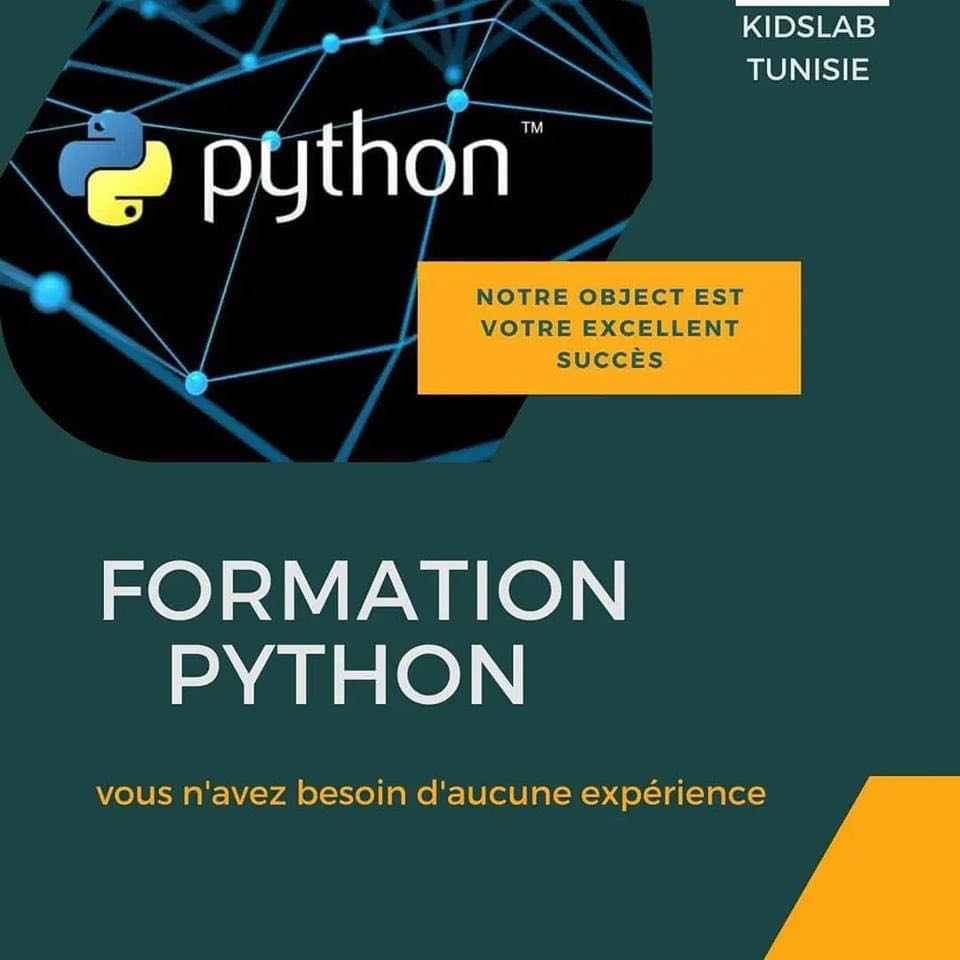 KIDSLAB
TUNISIE
python™
NOTRE OBJECT EST
VOTRE EXCELLENT
SUCCÈS
FORMATION
PYTHON
vous n'avez besoin d'aucune expérience